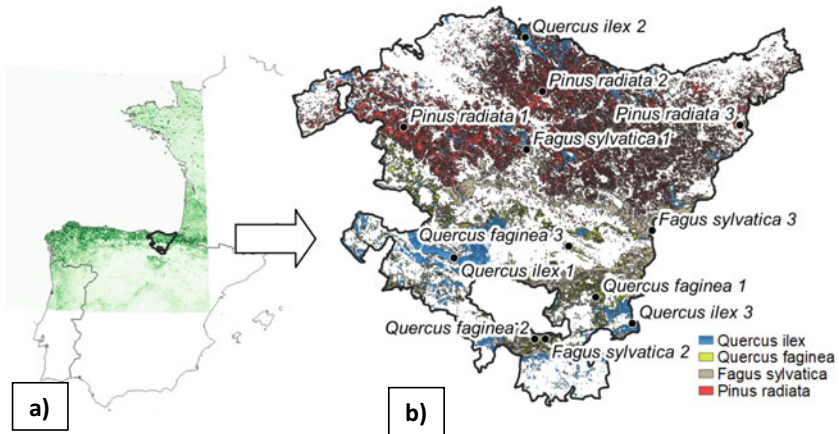 Quercus ilex 2
Pinus radiata 2
Pinus radiata 1
Pinus radiata 3
Fagus sylvatica 1
Fagus sylvatica 3
Quercus faginea 3
Quercus ilex 1
Quercus faginea 1
Quercus ilex 3
Quercus faginea 2
Fagus sylvatica 2
Quercus ilex
Quercus faginea
Fagus sylvatica
Pinus radiata
a)
b)